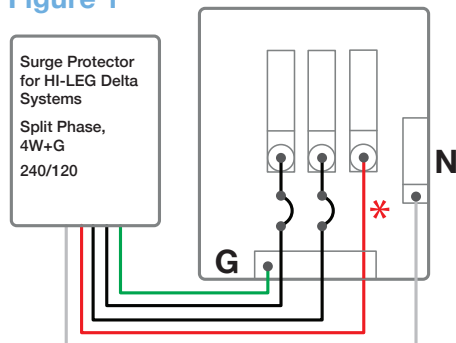 Figure 1
Surge Protector
for HI-LEG Delta
Systems
Split Phase,
4W+G
240/120
N
*
G